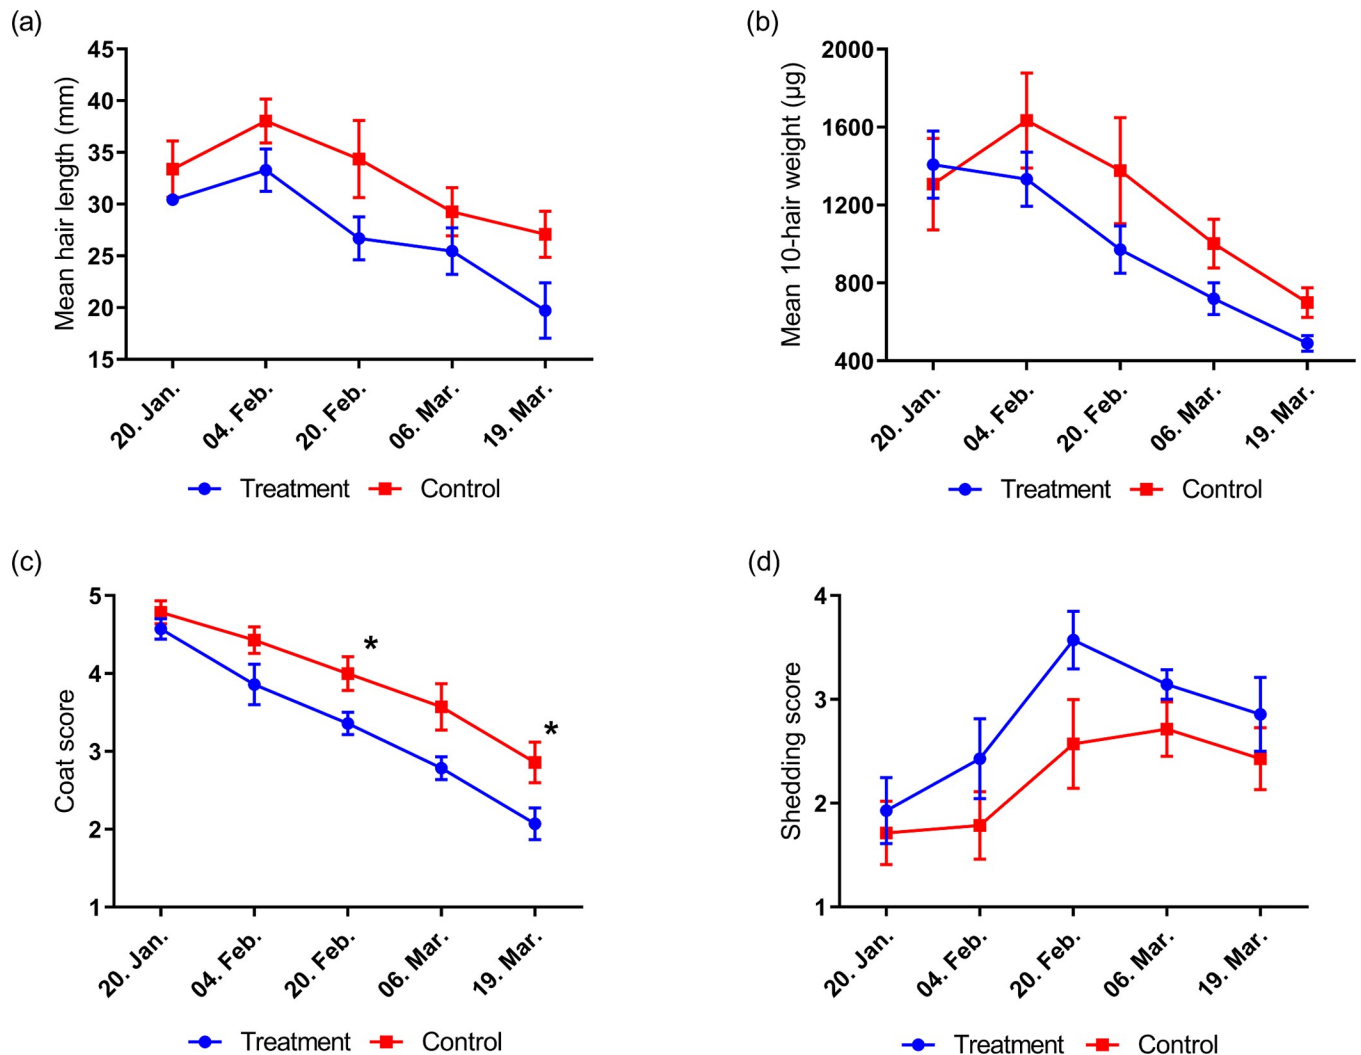 (a)
Mean hair length (mm)
45
40
35
30
25
20
15
20. Jan.
04. Feb.
20. Feb.
06. Mar.
19. Mar.
Treatment Control
(b)
Mean 10-hair weight (µg)
2000
1600
1200
800
400
20. Jan.
04. Feb.
20. Feb.
06. Mar.
19. Mar.
Treatment Control
(c)
Coat score
5
4
3
2
1
*
*
20. Jan.
04. Feb.
20. Feb.
06. Mar.
19. Mar.
Treatment Control
(d)
Shedding score
4
3
2
1
20. Jan.
04. Feb.
20. Feb.
06. Mar.
19. Mar.
Treatment Control